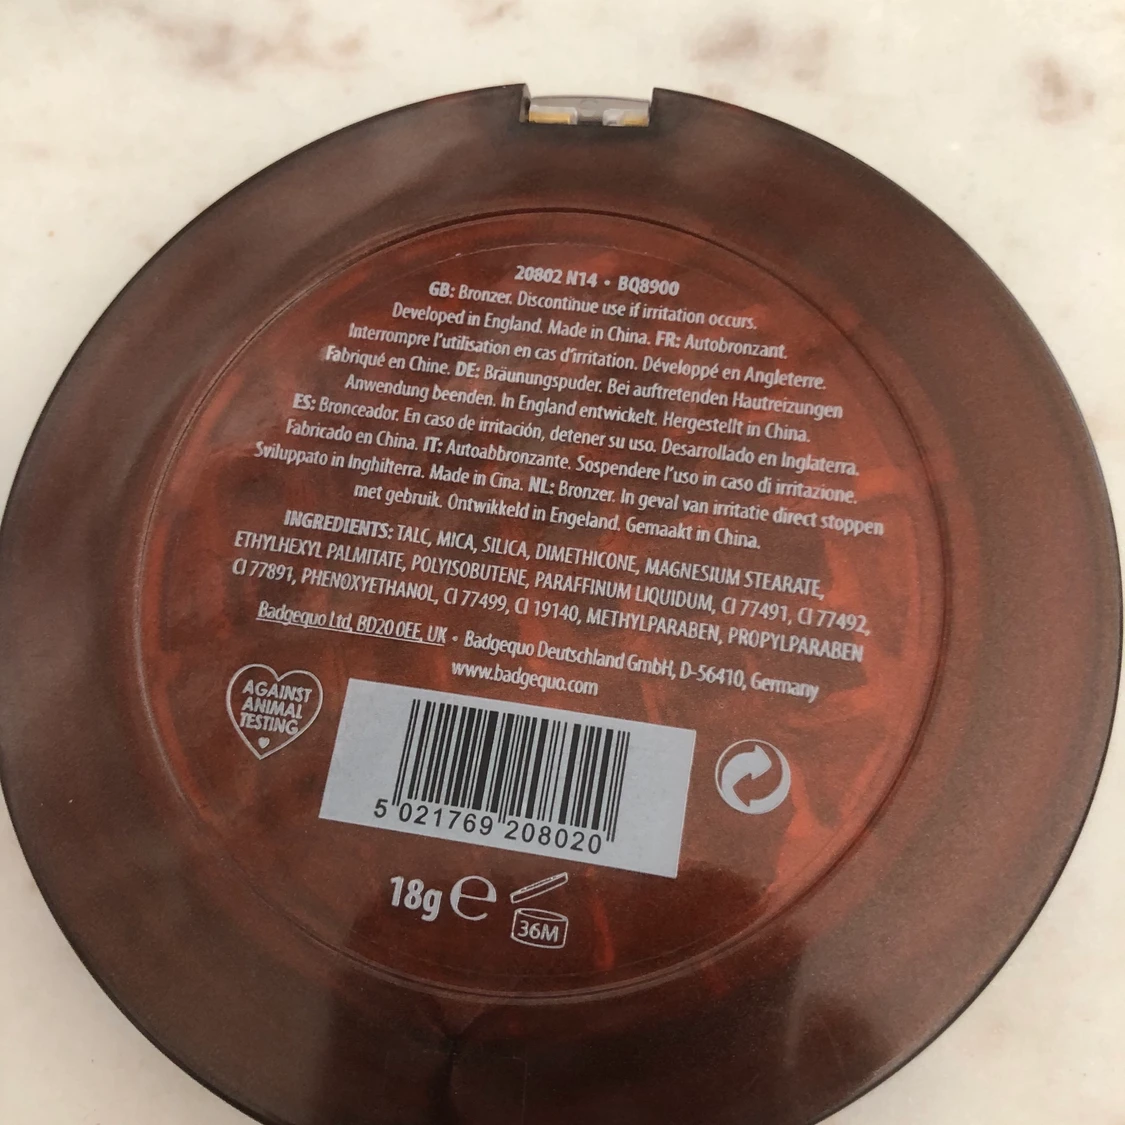 20802 N14 • BQ8900
GB: Bronzer. Discontinue use if irritation occurs.
Developed in England. Made in China. FR: Autobronzant.
Interrompre l'utilisation en cas d'irritation. Développé en Angleterre.
Fabriqué en Chine. DE: Bräunungspuder. Bei auftretenden Hautreizungen
Anwendung beenden. In England entwickelt. Hergestellt in China.
ES: Bronceador. En caso de irritación, detener su uso. Desarrollado en Inglaterra.
Fabricado en China. IT: Autoabbronzante. Sospendere l'uso in caso di irritazione.
Sviluppato in Inghilterra. Made in Cina. NL: Bronzer. In geval van irritatie direct stoppen
met gebruik. Ontwikkeld in Engeland. Gemaakt in China.
INGREDIENTS: TALC, MICA, SILICA, DIMETHICONE, MAGNESIUM STEARATE,
ETHYLHEXYL PALMITATE, POLYISOBUTENE, PARAFFINUM LIQUIDUM, CI 77491, CI 77492,
CI 77891, PHENOXYETHANOL, CI 77499, CI 19140, METHYLPARABEN, PROPYLPARABEN
Badgequo Ltd, BD20 0EE, UK • Badgequo Deutschland GmbH, D-56410, Germany
www.badgequo.com
AGAINST
ANIMAL
TESTING
5 021769 208020
18g e
36M